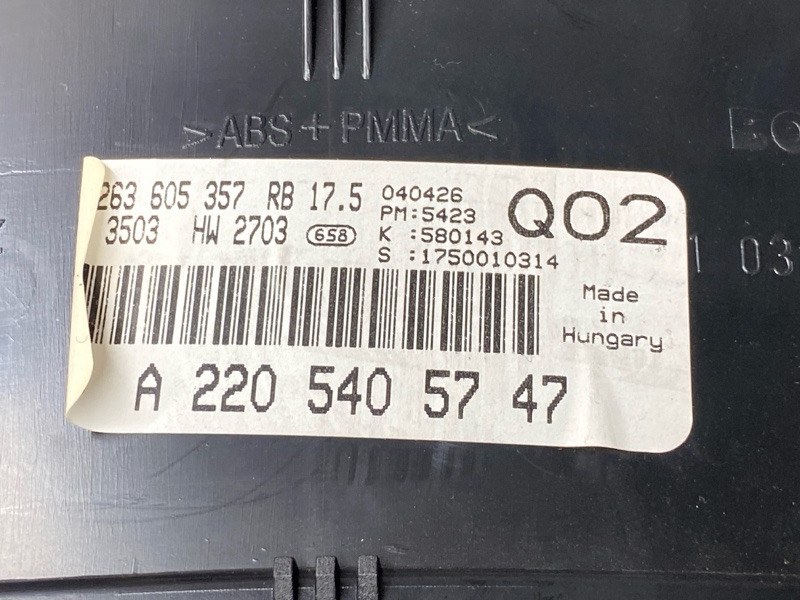 >ABS+PMMA<
263 605 357 RB 17.5
3503 HW 2703 658
040426
PM:5423
K :580143
S :1750010314
Q02
Made
in
Hungary
A 220 540 57 47